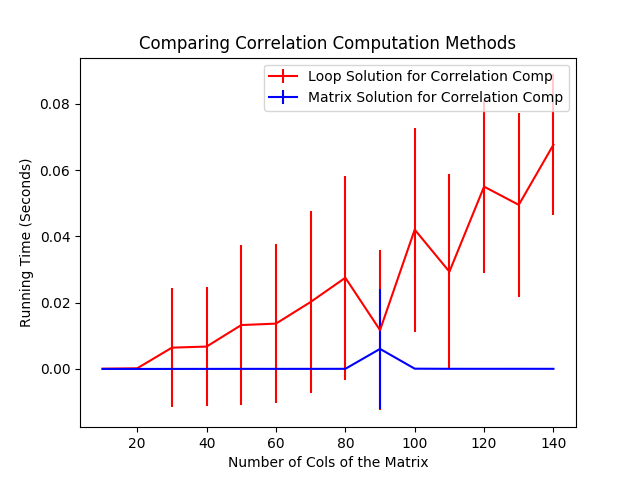 Comparing Correlation Computation Methods
Loop Solution for Correlation Comp
Matrix Solution for Correlation Comp
Running Time (Seconds)
0.08
0.06
0.04
0.02
0.00
20 40 60 80 100 120 140
Number of Cols of the Matrix